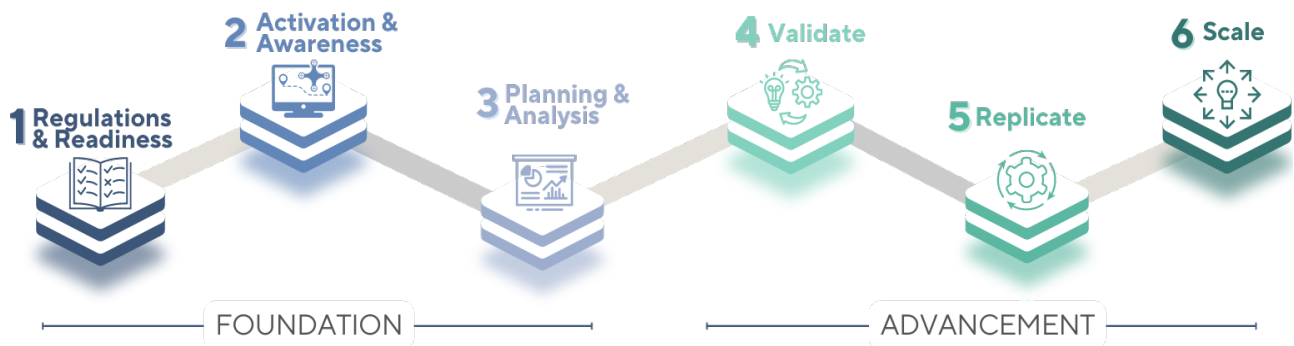 1 Regulations
& Readiness
2 Activation &
Awareness
3 Planning &
Analysis
4 Validate
5 Replicate
6 Scale
FOUNDATION
ADVANCEMENT